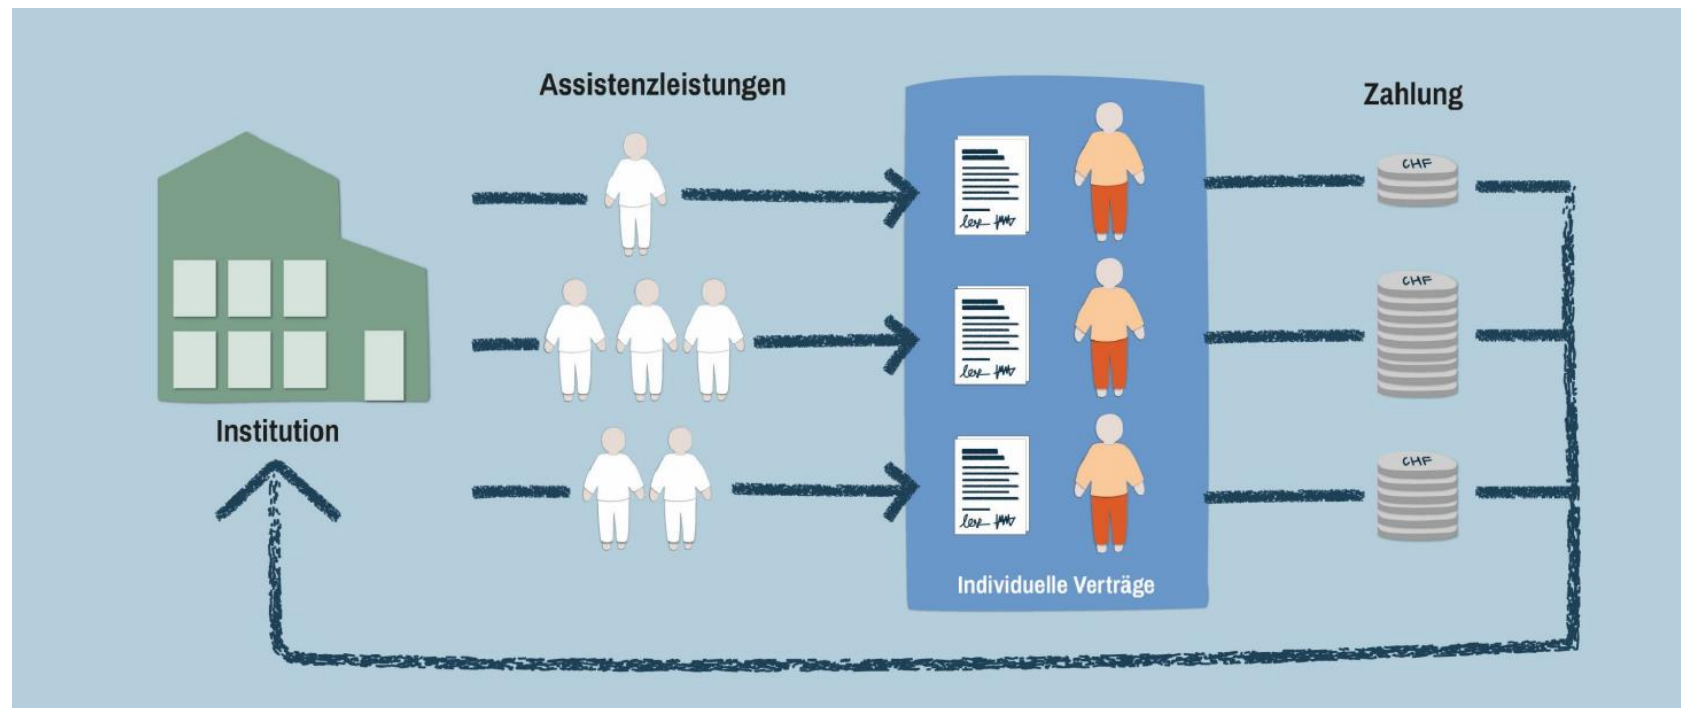 Assistenzleistungen
Zahlung
CHF
CHF
Institution
CHF
Individuelle Verträge